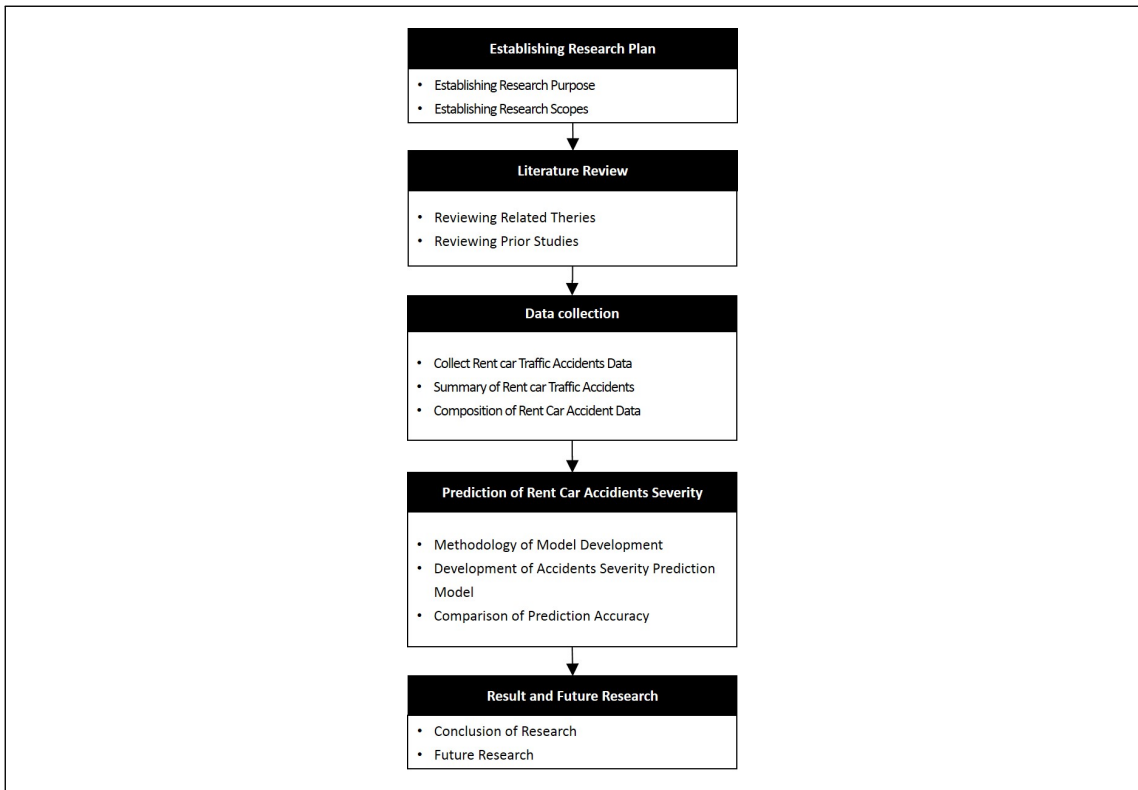 Establishing Research Plan
• Establishing Research Purpose
• Establishing Research Scopes
Literature Review
• Reviewing Related Theries
• Reviewing Prior Studies
Data collection
• Collect Rent car Traffic Accidents Data
• Summary of Rent car Traffic Accidents
• Composition of Rent Car Accident Data
Prediction of Rent Car Accidients Severity
• Methodology of Model Development
• Development of Accidents Severity Prediction
Model
• Comparison of Prediction Accuracy
Result and Future Research
• Conclusion of Research
• Future Research